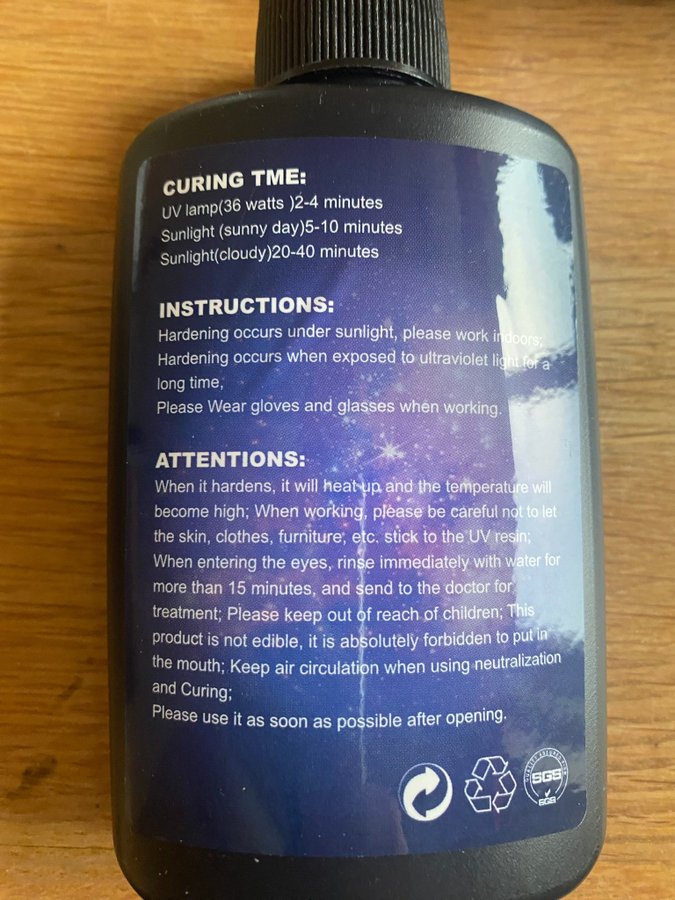 CURING TME:
UV lamp(36 watts )2-4 minutes
Sunlight (sunny day)5-10 minutes
Sunlight(cloudy)20-40 minutes
INSTRUCTIONS:
Hardening occurs under sunlight, please work indoors;
Hardening occurs when exposed to ultraviolet light for a
long time,
Please Wear gloves and glasses when working.
ATTENTIONS:
When it hardens, it will heat up and the temperature will
become high; When working, please be careful not to let
the skin, clothes, furniture, etc. stick to the UV resin;
When entering the eyes, rinse immediately with water for
more than 15 minutes, and send to the doctor for
treatment; Please keep out of reach of children; This
product is not edible, it is absolutely forbidden to put in
the mouth; Keep air circulation when using neutralization
and Curing;
Please use it as soon as possible after opening.
SGS
SGS